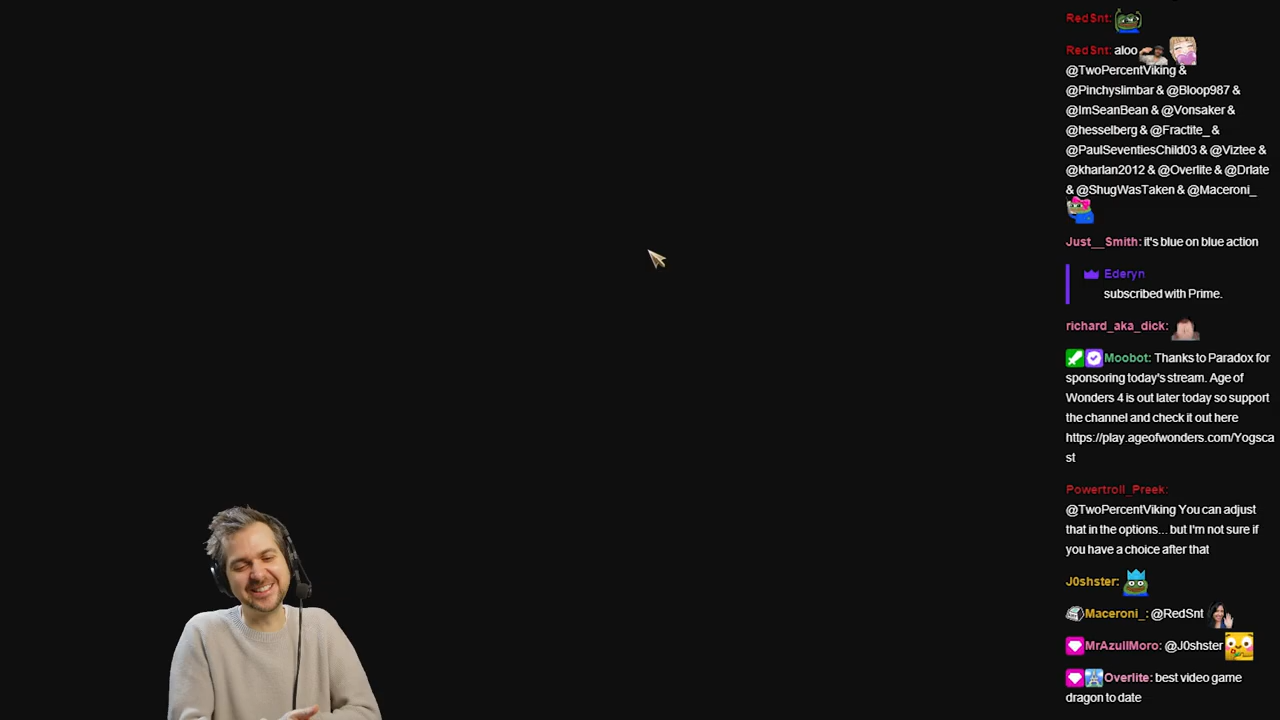 Red$nt:
Red$nt: aloo
@TwoPercentViking &
@Pinchyslimbar & @Bloop987 &
@ImSeanBean & @Vonsaker &
@hesselberg & @Fractite_ &
@PaulSeventiesChild03 & @Viztee &
@kharlan2012 & @Overlite & @Drlate
& @ShugWasTaken & @Maceroni_
Just__Smith: it's blue on blue action
Ederyn
subscribed with Prime.
richard_aka_dick:
Moobot: Thanks to Paradox for
sponsoring today's stream. Age of
Wonders 4 is out later today so support
the channel and check it out here
https://play.ageofwonders.com/Yogsca
st
Powertroll_Preek:
@TwoPercentViking You can adjust
that in the options... but I'm not sure if
you have a choice after that
J0shster:
Maceroni_: @RedSnt
MrAzullMoro: @J0shster
Overlite: best video game
dragon to date